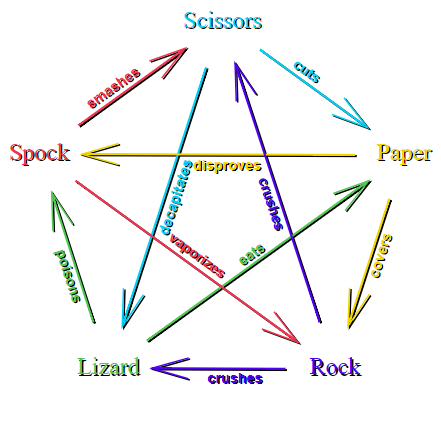 Scissors
smashes
cuts
Spock
Paper
disproves
decapitates
crushes
vaporizes
eats
covers
poisons
Lizard
Rock
crushes